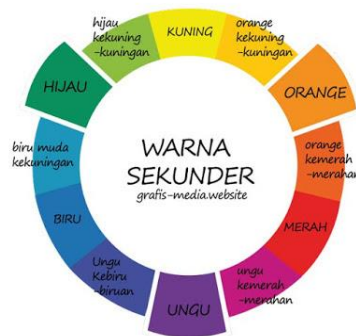 hijau
kekuning
-kuningan
KUNING
orange
kekuning
-kuningan
HIJAU
ORANGE
biru muda
kekuningan
WARNA
SEKUNDER
grafis-media.website
orange
kemerah
-merahan
BIRU
MERAH
Ungu
Kebiru
-biruan
ungu
kemerah
-merahan
UNGU